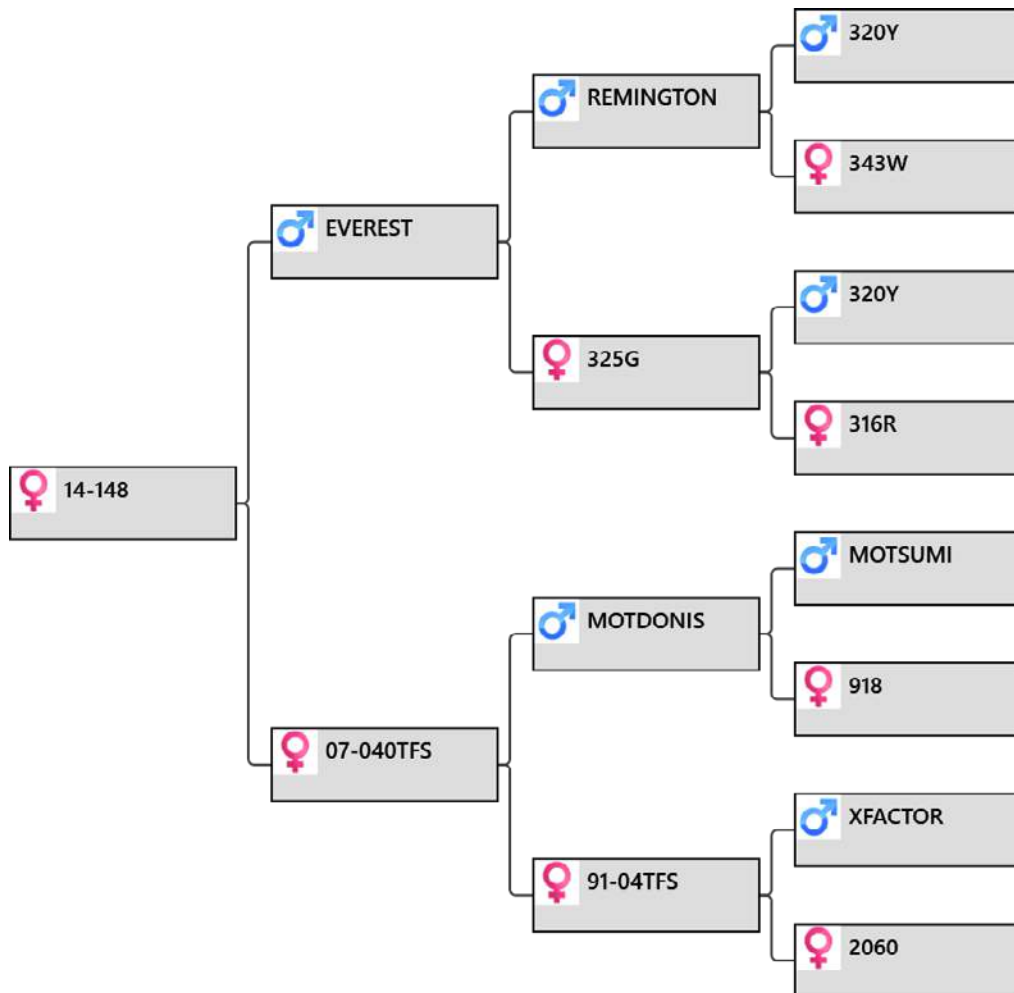 320Y
REMINGTON
343W
EVEREST
320Y
325G
316R
14-148
MOTSUMI
MOTDONIS
918
07-040TFS
XFACTOR
91-04TFS
2060